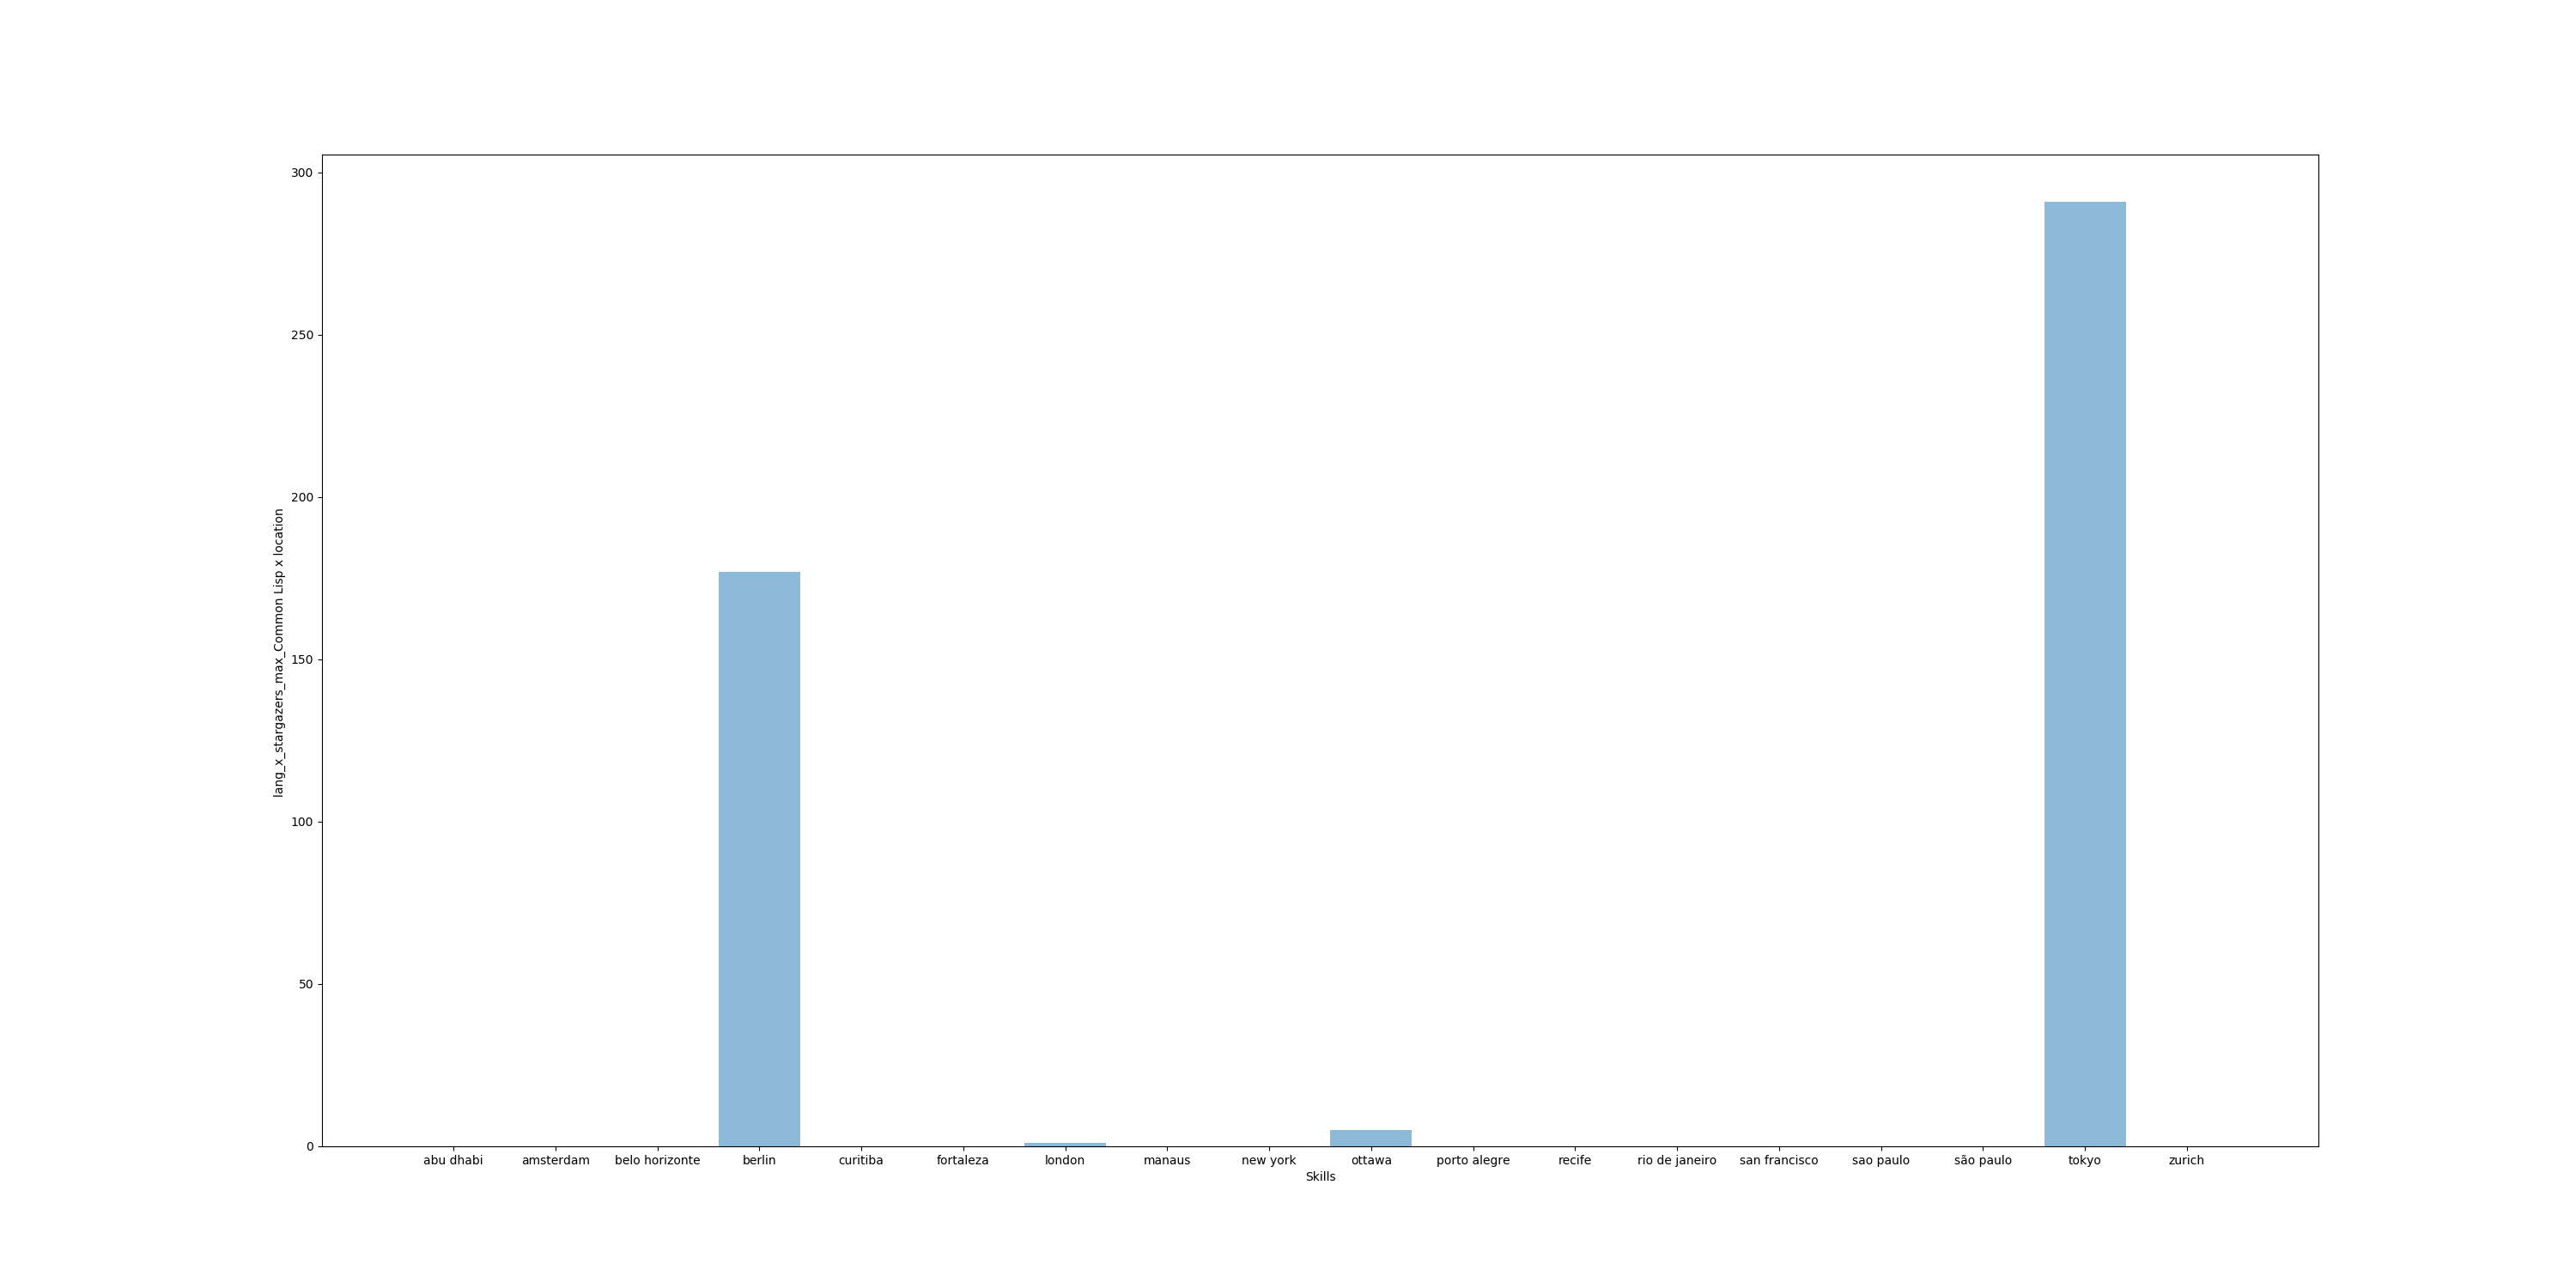 300
250
200
150
100
50
0
lang_x_stargazers_max_Common Lisp x location
abu dhabi amsterdam belo horizonte berlin curitiba fortaleza london manaus new york ottawa porto alegre recife rio de janeiro san francisco sao paulo são paulo tokyo zurich
Skills